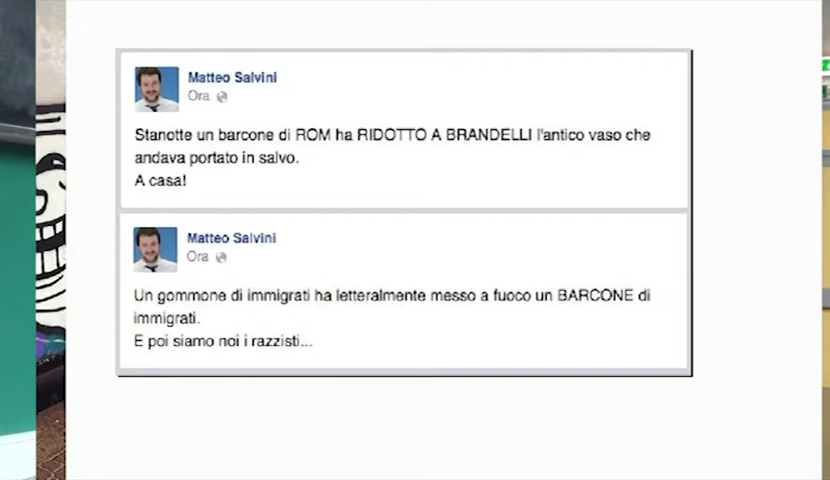 Matteo Salvini
Ora
Stanotte un barcone di ROM ha RIDOTTO A BRANDELLI l'antico vaso che
andava portato in salvo.
A casa!
Matteo Salvini
Ora
Un gommone di immigrati ha letteralmente messo a fuoco un BARCONE di
immigrati.
E poi siamo noi i razzisti...